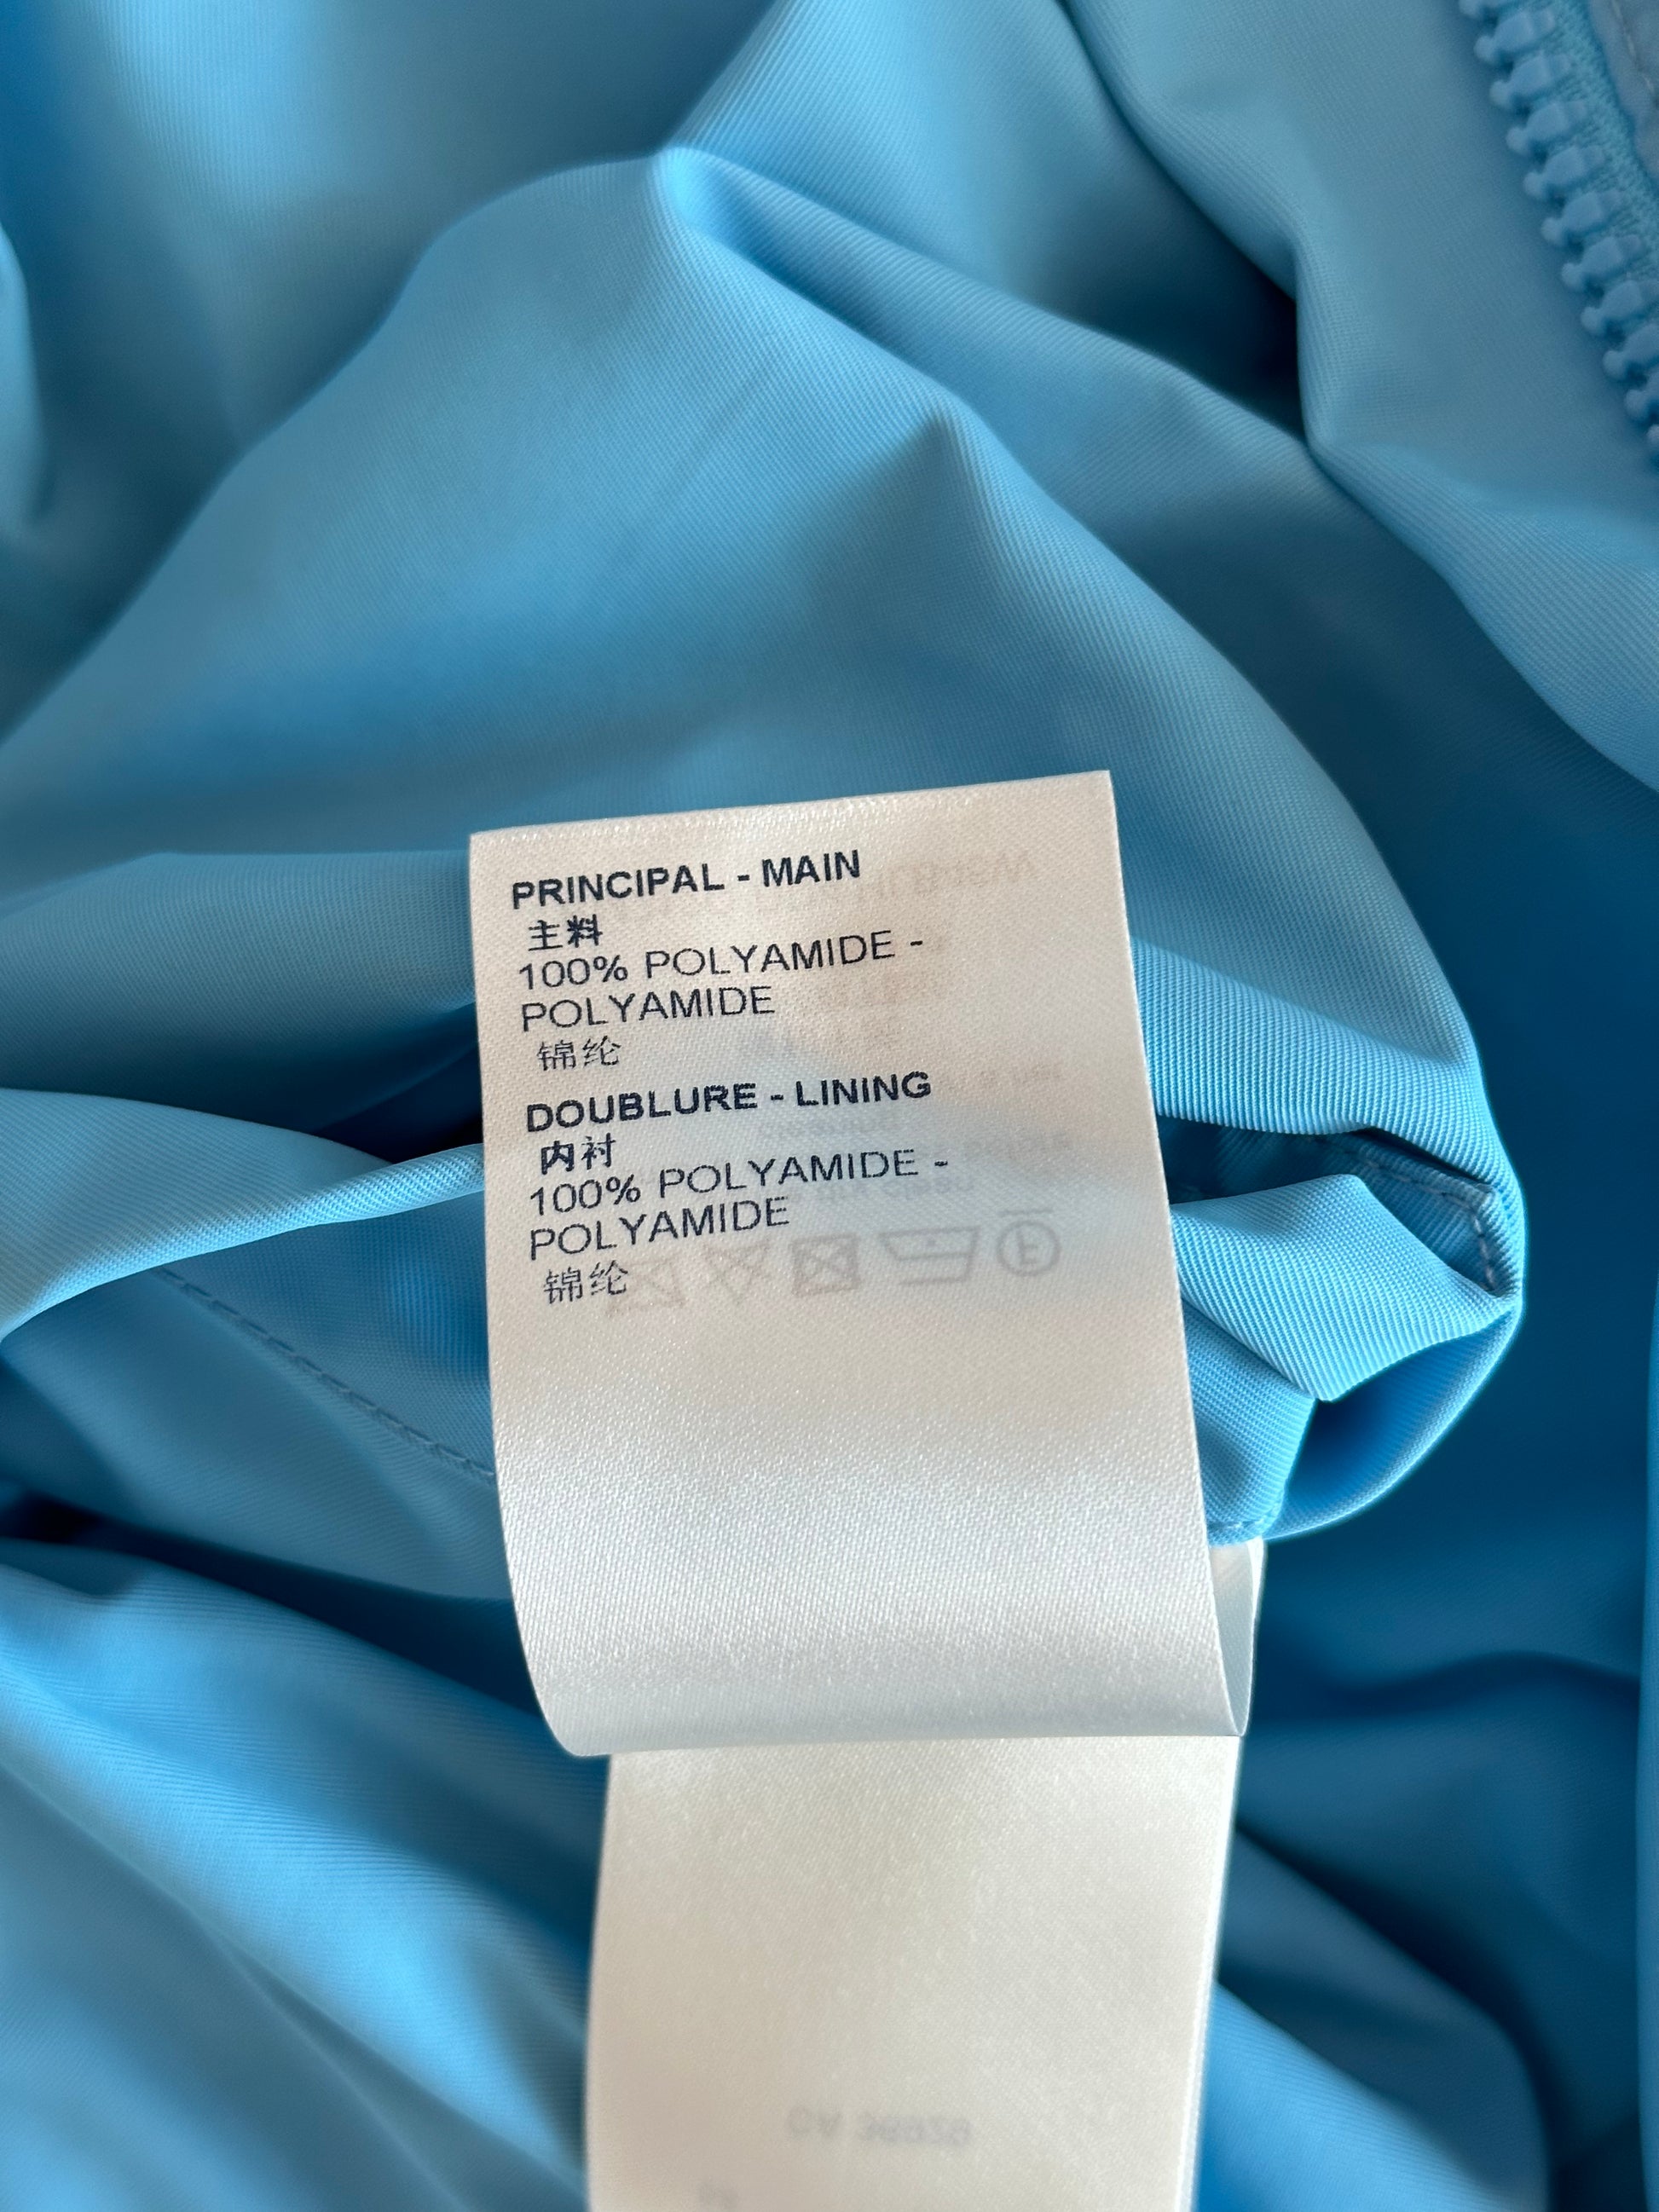 PRINCIPAL - MAIN
主料
100% POLYAMIDE -
POLYAMIDE
锦纶
DOUBLURE - LINING
内衬
100% POLYAMIDE -
POLYAMIDE
锦纶